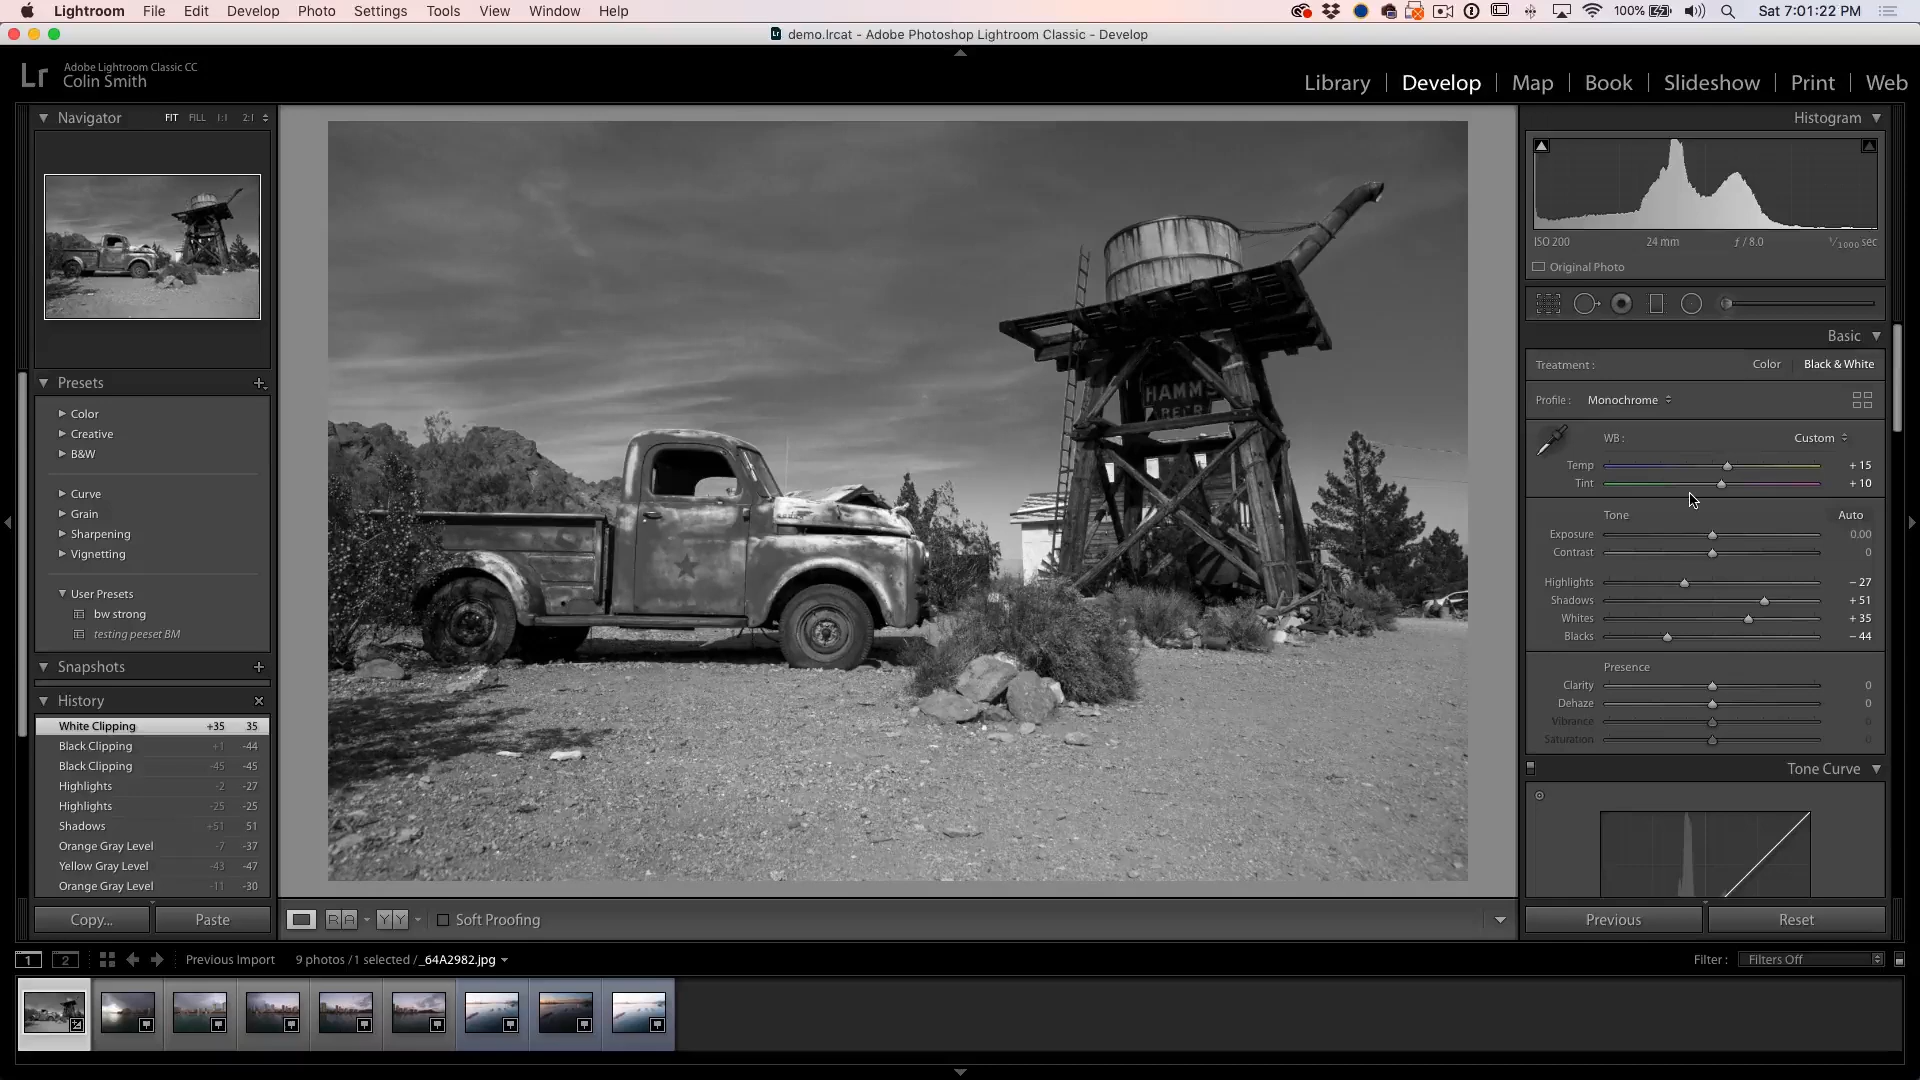 Lightroom File Edit Develop Photo Settings Tools View Window Help 100% Sat 7:01:22 PM
demo.lrcat - Adobe Photoshop Lightroom Classic - Develop
Lr Adobe Lightroom Classic CC
Colin Smith
Library Develop Map Book Slideshow Print Web
Navigator FIT FILL 1:1 2:1
Presets
Color
Creative
B&W
Curve
Grain
Sharpening
Vignetting
User Presets
bw strong
testing peeset BM
Snapshots
History
White Clipping +35 35
Black Clipping +1 -44
Black Clipping -45 -45
Highlights -2 -27
Highlights -25 -25
Shadows +51 51
Orange Gray Level -7 -37
Yellow Gray Level -43 -47
Orange Gray Level -11 -30
Copy... Paste
HAMM'S
Soft Proofing
Histogram
ISO 200 24 mm ƒ / 8.0 1/1000 sec
Original Photo
Basic
Treatment : Color Black & White
Profile : Monochrome
WB : Custom
Temp + 15
Tint + 10
Tone Auto
Exposure 0.00
Contrast 0
Highlights − 27
Shadows + 51
Whites + 35
Blacks − 44
Presence
Clarity 0
Dehaze 0
Vibrance 0
Saturation 0
Tone Curve
Previous Reset
1 2 Previous Import 9 photos / 1 selected / _64A2982.jpg Filter : Filters Off